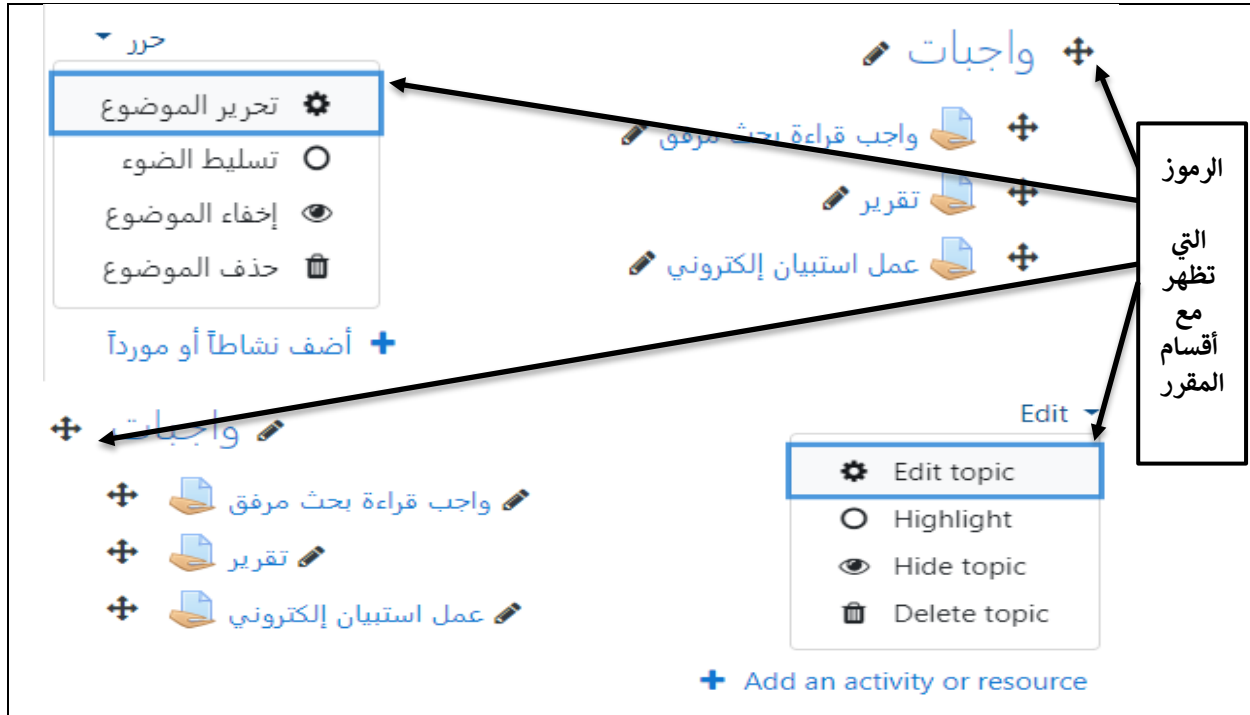 واجبات
واجب قراءة بحث مرفق
تقرير
عمل استبيان إلكتروني
حرر
تحرير الموضوع
تسليط الضوء
إخفاء الموضوع
حذف الموضوع
أضف نشاطاً أو مورداً
الرموز
التي
تظهر
مع
أقسام
المقرر
واجبات
واجب قراءة بحث مرفق
تقرير
عمل استبيان إلكتروني
Edit
Edit topic
Highlight
Hide topic
Delete topic
Add an activity or resource